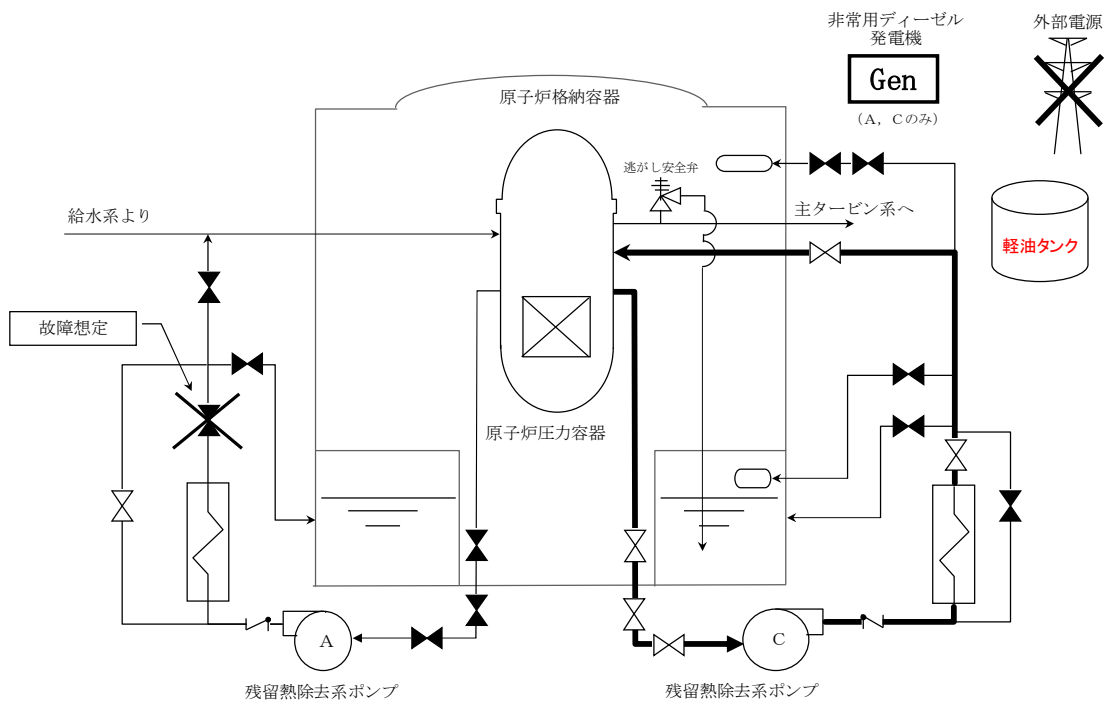 非常用ディーゼル
発電機
Gen
(A, Cのみ)
外部電源
原子炉格納容器
逃がし安全弁
給水系より
主タービン系へ
軽油タンク
故障想定
原子炉圧力容器
A
C
残留熱除去系ポンプ
残留熱除去系ポンプ